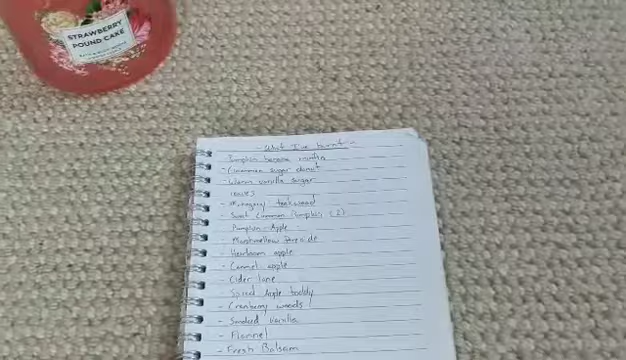 STRAWBERRY
POUND CAKE
- What I've burnt -
- Pumpkin banana muffin
- Cinnamon sugar donut
- Warm vanilla sugar
- Leaves
- Mahogany teakwood
- Sweet Cinnamon Pumpkin (2)
- Pumpkin Apple
- Marshmallow fireside
- Heirloom apple
- Caramel apple
- Cider lane
- Spiced Apple toddy
- Cranberry woods
- Smoked Vanilla
- Flannel
- Fresh Balsam